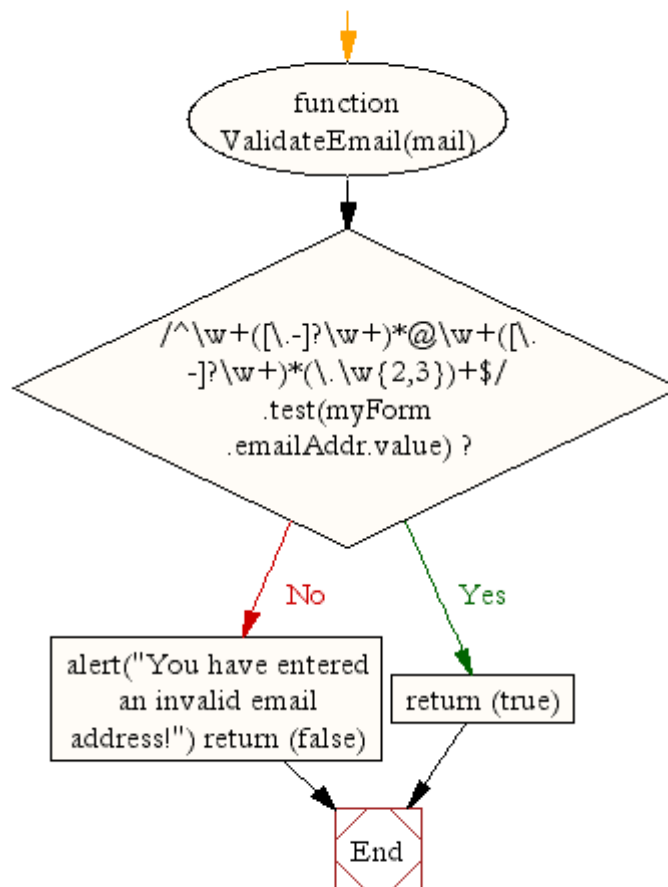 function
ValidateEmail(mail)
/^\w+([\.-]?\w+)*@\w+([\.
-]?\w+)*(\.\w{2,3})+$/
.test(myForm
.emailAddr.value) ?
No
Yes
alert("You have entered
an invalid email
address!") return (false)
return (true)
End